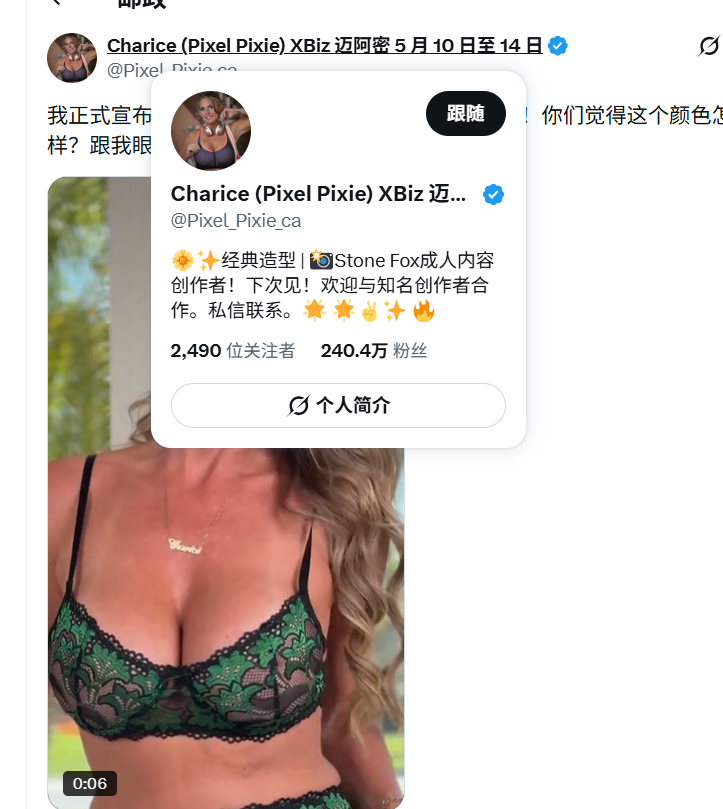 Charice (Pixel Pixie) XBiz 迈阿密 5 月 10 日至 14 日
@Pixel_Pixie_ca
我正式宣布
！你们觉得这个颜色怎
样？跟我眼
跟随
Charice (Pixel Pixie) XBiz 迈...
@Pixel_Pixie_ca
🌼✨经典造型 | 📸Stone Fox成人内容
创作者！下次见！欢迎与知名创作者合
作。私信联系。🌟 🌟 ✌️✨ 🔥
2,490 位关注者 240.4万 粉丝
个人简介
Charice
0:06